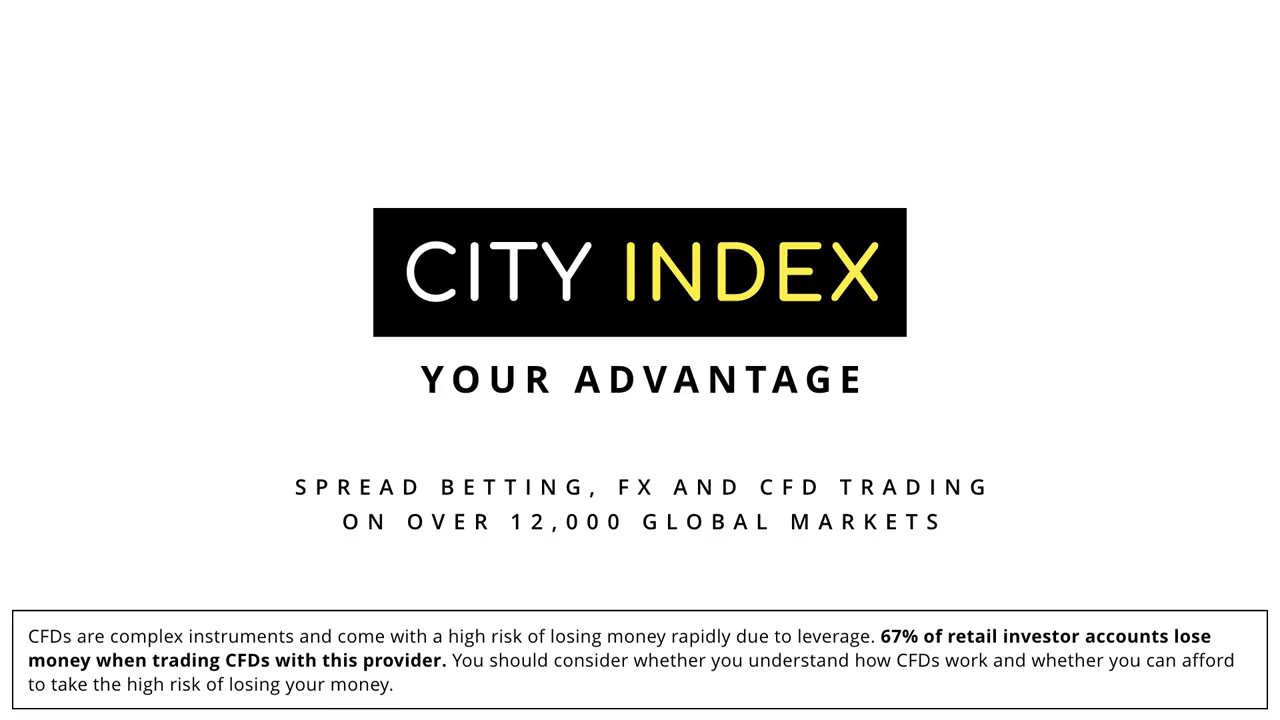 CITY INDEX
YOUR ADVANTAGE
SPREAD BETTING, FX AND CFD TRADING
ON OVER 12,000 GLOBAL MARKETS
CFDs are complex instruments and come with a high risk of losing money rapidly due to leverage. 67% of retail investor accounts lose
money when trading CFDs with this provider. You should consider whether you understand how CFDs work and whether you can afford
to take the high risk of losing your money.